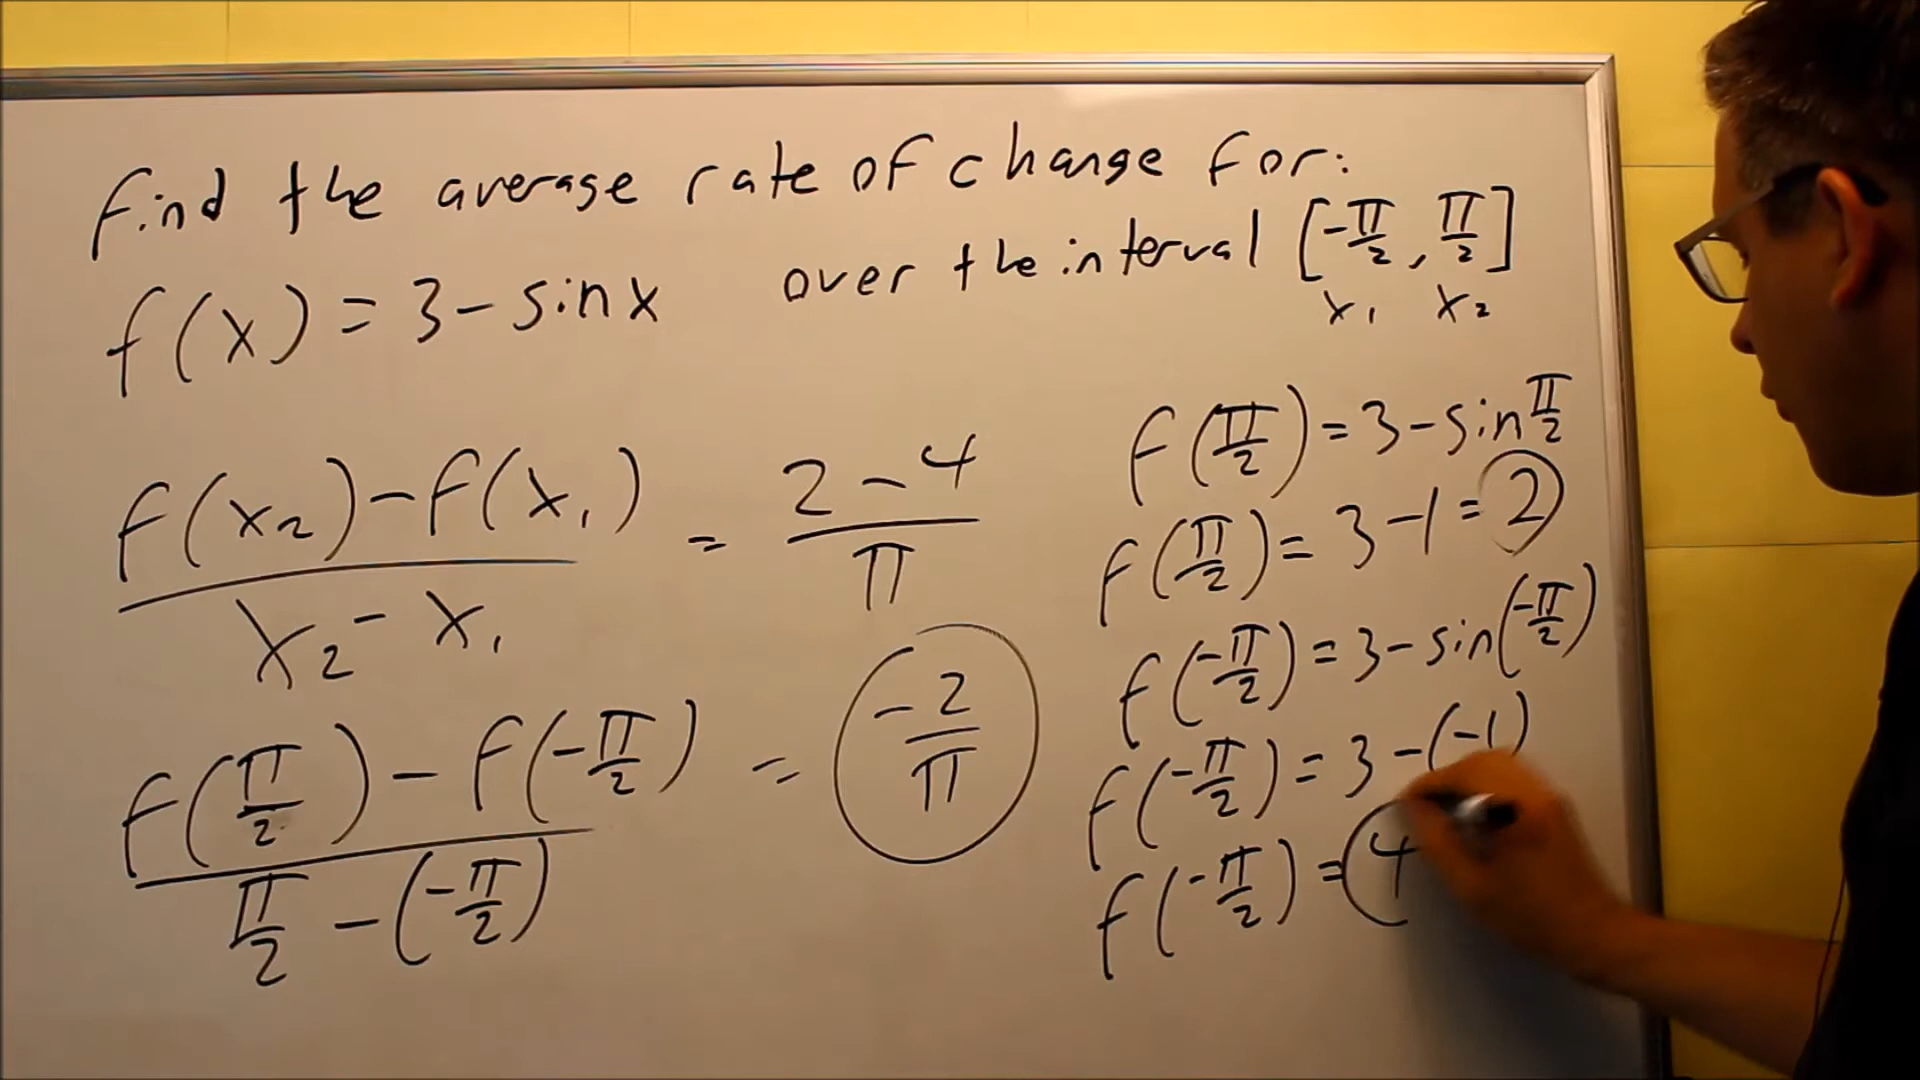 Find the average rate of change for:
f(x) = 3 - sinx over the interval [-π/2, π/2]
x₁ x₂
(f(x₂) - f(x₁))/(x₂ - x₁) = (2 - 4)/π
(f(π/2) - f(-π/2))/(π/2 - (-π/2)) = -2/π
f(π/2) = 3 - sin π/2
f(π/2) = 3 - 1 = 2
f(-π/2) = 3 - sin(-π/2)
f(-π/2) = 3 - (-1)
f(-π/2) = 4